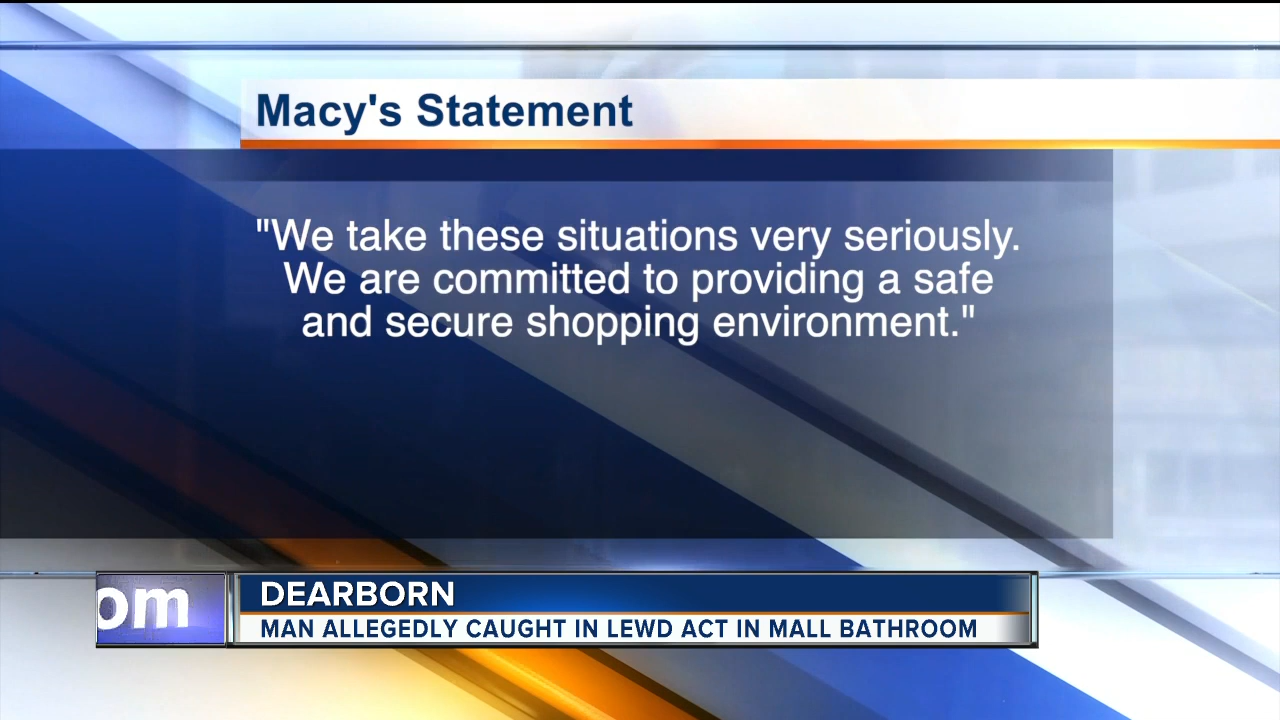 Macy's Statement
"We take these situations very seriously.
We are committed to providing a safe
and secure shopping environment."
DEARBORN
om
MAN ALLEGEDLY CAUGHT IN LEWD ACT IN MALL BATHROOM